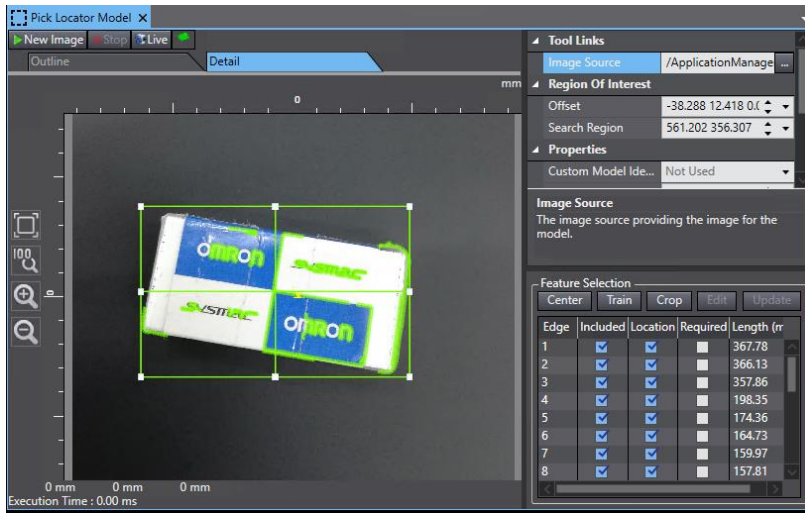 Pick Locator Model
New Image Stop Live
Outline Detail
mm
0
0
100
omron
sysmac
sysmac
omron
0 mm 0 mm 0 mm
Execution Time : 0.00 ms
Tool Links
Image Source /ApplicationManage ...
Region Of Interest
Offset -38.288 12.418 0.(
Search Region 561.202 356.307
Properties
Custom Model Ide... Not Used
Image Source
The image source providing the image for the
model.
Feature Selection
Center Train Crop Edit Update
Edge Included Location Required Length (m
1 367.78
2 366.13
3 357.86
4 198.35
5 174.36
6 164.73
7 159.97
8 157.81